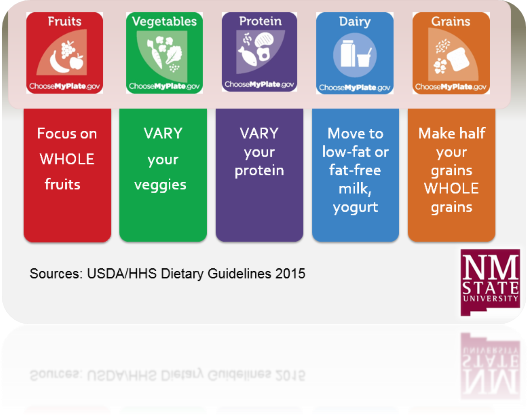 Fruits
Vegetables
Protein
Dairy
Grains
ChooseMyPlate.gov
ChooseMyPlate.gov
ChooseMyPlate.gov
ChooseMyPlate.gov
ChooseMyPlate.gov
Focus on
WHOLE
fruits
VARY
your
veggies
VARY
your
protein
Move to
low-fat or
fat-free
milk,
yogurt
Make half
your
grains
WHOLE
grains
Sources: USDA/HHS Dietary Guidelines 2015
NM
STATE
UNIVERSITY